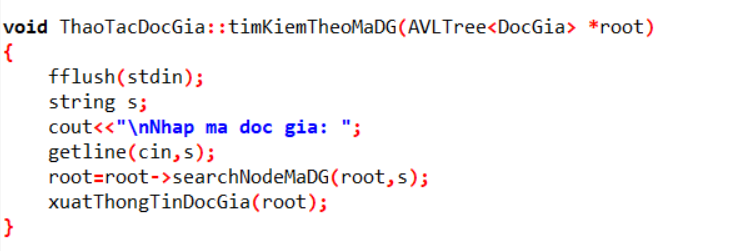 void ThaoTacDocGia::timKiemTheoMaDG(AVLTree<DocGia> *root)
{
    fflush(stdin);
    string s;
    cout<<"\nNhap ma doc gia: ";
    getline(cin,s);
    root=root->searchNodeMaDG(root,s);
    xuatThongTinDocGia(root);
}